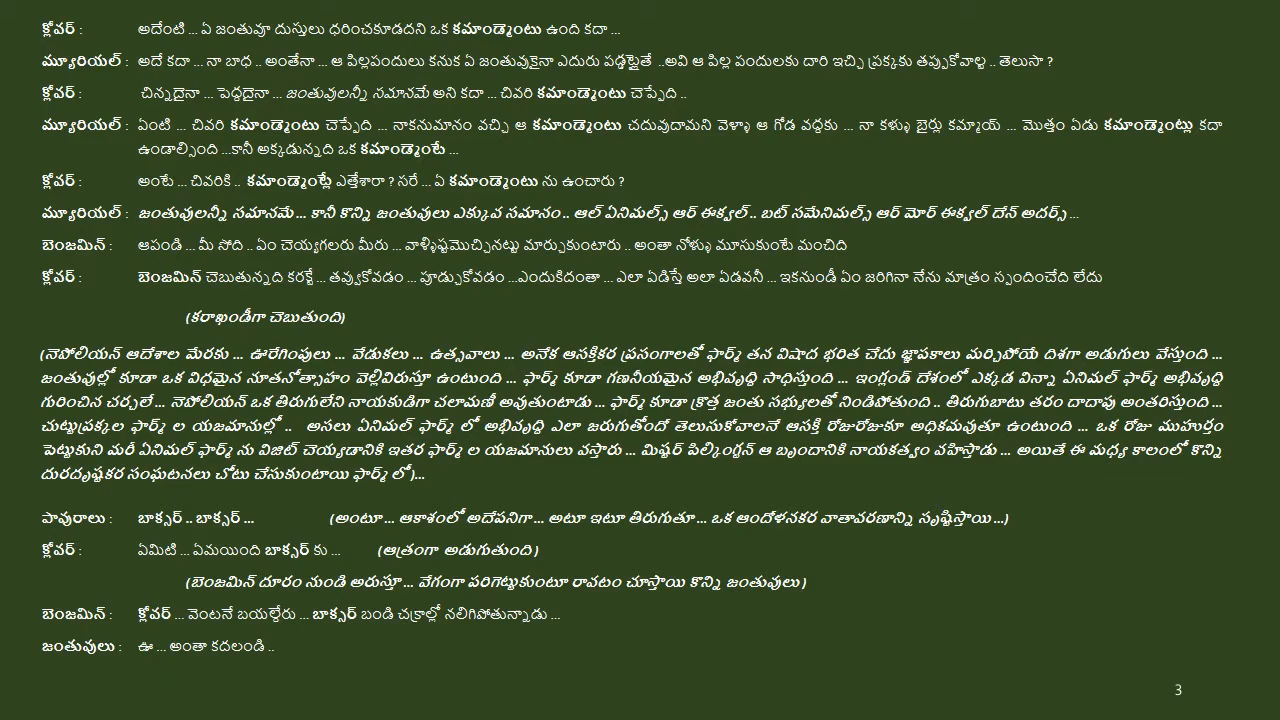 క్లోవర్ : అదేంటి ... ఏ జంతువూ దుస్తులు ధరించకూడదని ఒక కమాండ్మెంటు ఉంది కదా ...
మ్యూరియల్ : అదే కదా ... నా బాధ .. అంతేనా ... ఆ పిల్లపందులు కనుక ఏ జంతువుకైనా ఎదురు పడ్డట్లైతే ..అవి ఆ పిల్ల పందులకు దారి ఇచ్చి ప్రక్కకు తప్పుకోవాల్ట .. తెలుసా ?
క్లోవర్ : చిన్నదైనా ... పెద్దదైనా ... జంతువులన్నీ సమానమే అని కదా ... చివరి కమాండ్మెంటు చెప్పేది ..
మ్యూరియల్ : ఏంటి ... చివరి కమాండ్మెంటు చెప్పేది ... నాకనుమానం వచ్చి ఆ కమాండ్మెంటు చదువుదామని వెళ్ళా ఆ గోడ వద్దకు ... నా కళ్ళు బైర్లు కమ్మాయ్ ... మొత్తం ఏడు కమాండ్మెంట్లు కదా
ఉండాల్సింది ...కానీ అక్కడున్నది ఒక కమాండ్మెంటే ...
క్లోవర్ : అంటే ... చివరికి .. కమాండ్మెంట్లే ఎత్తేశారా ? సరే ... ఏ కమాండ్మెంటు ను ఉంచారు ?
మ్యూరియల్ : జంతువులన్నీ సమానమే ... కానీ కొన్ని జంతువులు ఎక్కువ సమానం .. ఆల్ ఏనిమల్స్ ఆర్ ఈక్వల్ .. బట్ సమేనిమల్స్ ఆర్ మోర్ ఈక్వల్ దేన్ అదర్స్ ...
బెంజమిన్ : ఆపండి ... మీ సోది .. ఏం చెయ్యగలరు మీరు ... వాళ్ళిష్టమొచ్చినట్టు మార్చుకుంటారు .. అంతా నోళ్ళు మూసుకుంటే మంచిది
క్లోవర్ : బెంజమిన్ చెబుతున్నది కరక్టే ... తవ్వుకోవడం ... పూడ్చుకోవడం ...ఎందుకిదంతా ... ఎలా ఏడిస్తే అలా ఏడవనీ ... ఇకనుండీ ఏం జరిగినా నేను మాత్రం స్పందించేది లేదు
(కరాఖండీగా చెబుతుంది)
(నెపోలియన్ ఆదేశాల మేరకు ... ఊరేగింపులు ... వేడుకలు ... ఉత్సవాలు ... అనేక ఆసక్తికర ప్రసంగాలతో ఫార్మ్ తన విషాద భరిత చేదు జ్ఞాపకాలు మర్చిపోయే దిశగా అడుగులు వేస్తుంది ...
జంతువుల్లో కూడా ఒక విధమైన నూతనోత్సాహం వెల్లివిరుస్తూ ఉంటుంది ... ఫార్మ్ కూడా గణనీయమైన అభివృద్ధి సాధిస్తుంది ... ఇంగ్లండ్ దేశంలో ఎక్కడ విన్నా ఏనిమల్ ఫార్మ్ అభివృద్ధి
గురించిన చర్చలే ... నెపోలియన్ ఒక తిరుగులేని నాయకుడిగా చలామణీ అవుతుంటాడు ... ఫార్మ్ కూడా క్రొత్త జంతు సభ్యులతో నిండిపోతుంది .. తిరుగుబాటు తరం దాదాపు అంతరిస్తుంది ...
చుట్టుప్రక్కల ఫార్మ్ ల యజమానుల్లో .. అసలు ఏనిమల్ ఫార్మ్ లో అభివృద్ధి ఎలా జరుగుతోందో తెలుసుకోవాలనే ఆసక్తి రోజురోజుకూ అధికమవుతూ ఉంటుంది ... ఒక రోజు ముహుర్తం
పెట్టుకుని మరీ ఏనిమల్ ఫార్మ్ ను విజిట్ చెయ్యడానికి ఇతర ఫార్మ్ ల యజమానులు వస్తారు ... మిష్టర్ పిల్కింగ్టన్ ఆ బృందానికి నాయకత్వం వహిస్తాడు ... అయితే ఈ మధ్య కాలంలో కొన్ని
దురదృష్టకర సంఘటనలు చోటు చేసుకుంటాయి ఫార్మ్ లో )...
పావురాలు : బాక్సర్ .. బాక్సర్ ... (అంటూ ... ఆకాశంలో అదేపనిగా ... అటూ ఇటూ తిరుగుతూ ... ఒక ఆందోళనకర వాతావరణాన్ని సృష్టిస్తాయి ...)
క్లోవర్ : ఏమిటి ... ఏమయింది బాక్సర్ కు ... (ఆత్రంగా అడుగుతుంది )
(బెంజమిన్ దూరం నుండి అరుస్తూ ... వేగంగా పరిగెట్టుకుంటూ రావటం చూస్తాయి కొన్ని జంతువులు )
బెంజమిన్ : క్లోవర్ ... వెంటనే బయల్దేరు ... బాక్సర్ బండి చక్రాల్లో నలిగిపోతున్నాడు ...
జంతువులు : ఊ ... అంతా కదలండి ..
3